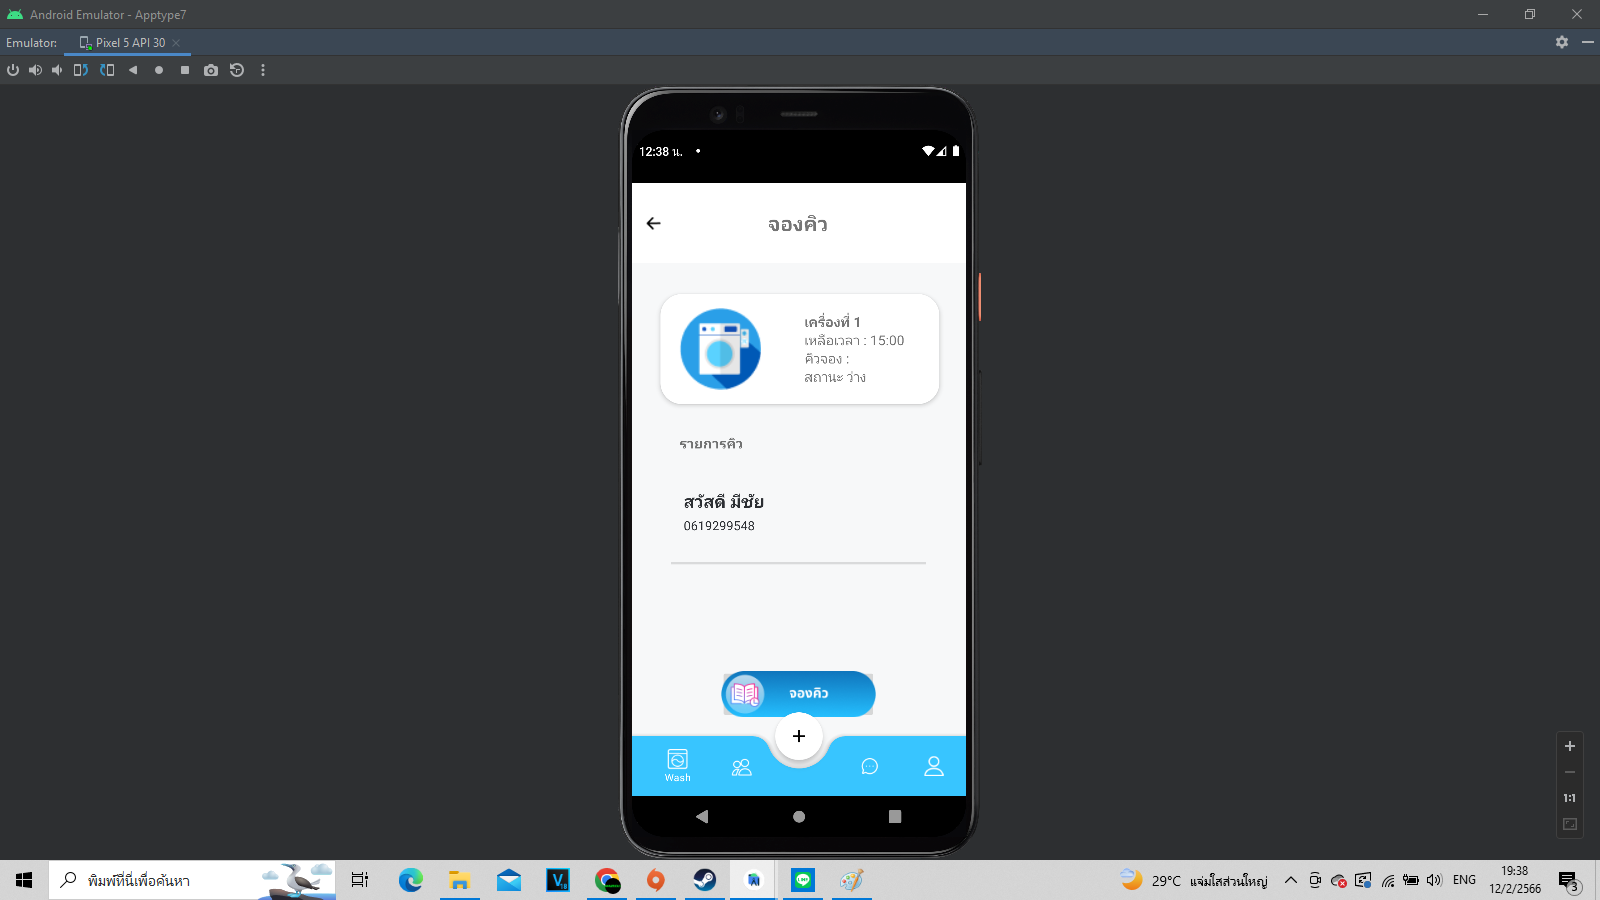 Android Emulator - Apptype7
Emulator:
Pixel 5 API 30
12:38 น.
จองคิว
เครื่องที่ 1
เหลือเวลา : 15:00
คิวจอง :
สถานะ ว่าง
รายการคิว
สวัสดี มีชัย
0619299548
จองคิว
Wash
1:1
พิมพ์ที่นี่เพื่อค้นหา
29°C แจ่มใสส่วนใหญ่
ENG
19:38
12/2/2566
3